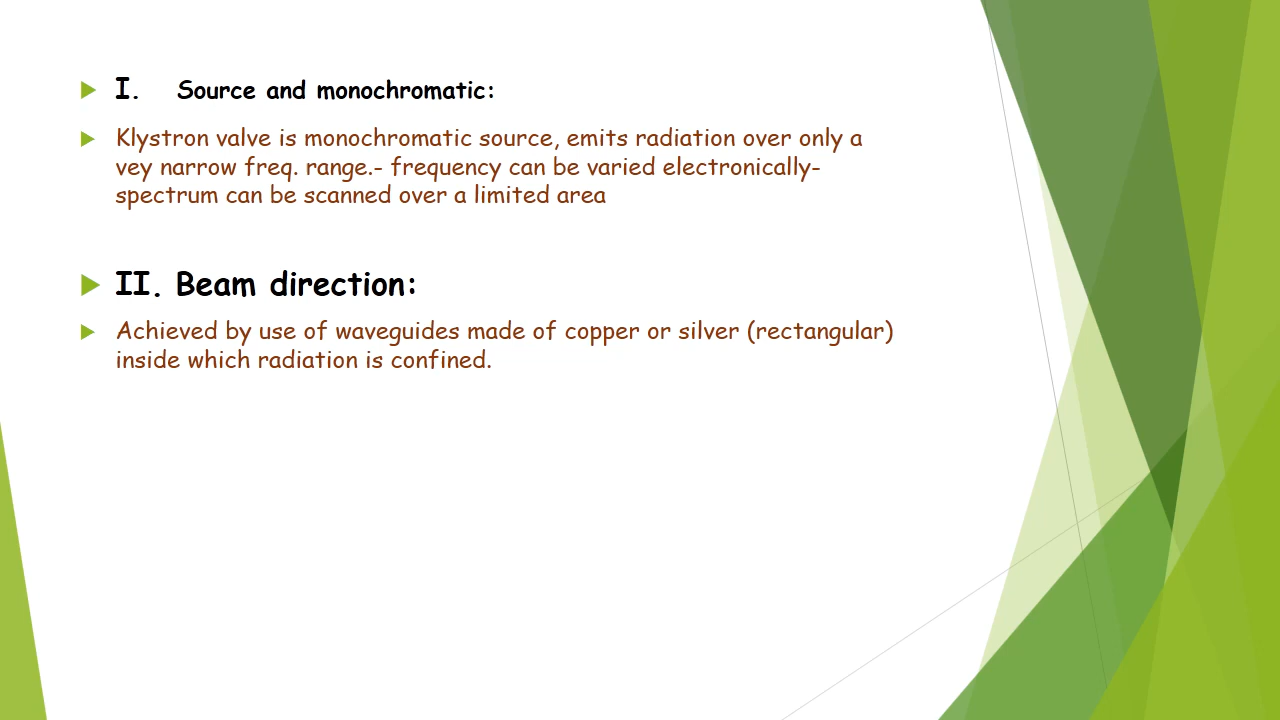 I. Source and monochromatic:
Klystron valve is monochromatic source, emits radiation over only a
vey narrow freq. range.- frequency can be varied electronically-
spectrum can be scanned over a limited area
II. Beam direction:
Achieved by use of waveguides made of copper or silver (rectangular)
inside which radiation is confined.